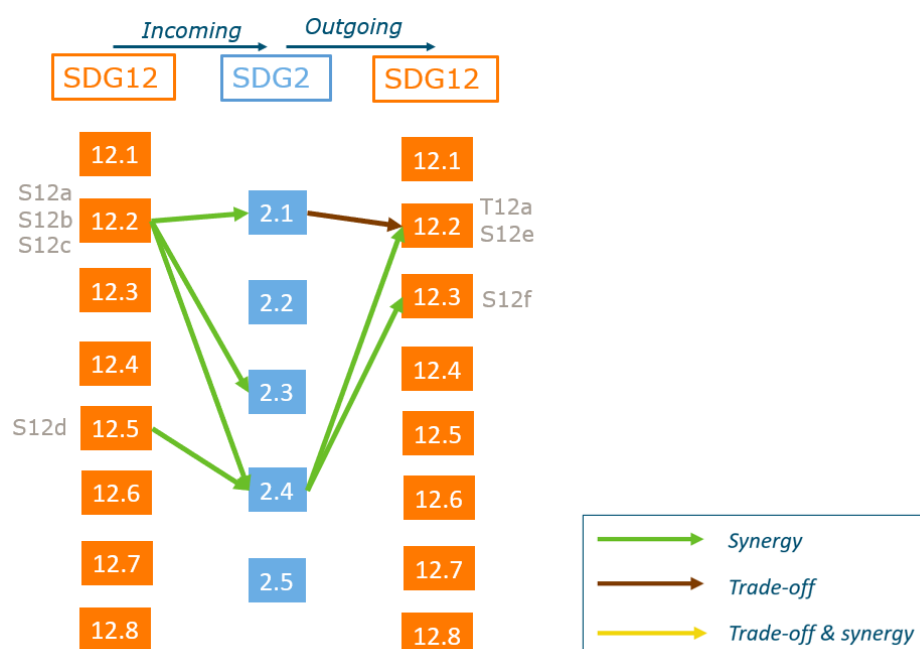 Incoming
Outgoing
SDG12
SDG2
SDG12
12.1
12.1
S12a
S12b
S12c
12.2
2.1
12.2
T12a
S12e
12.3
2.2
12.3
S12f
12.4
2.3
12.4
S12d
12.5
12.5
12.6
2.4
12.6
12.7
2.5
12.7
12.8
12.8
Synergy
Trade-off
Trade-off & synergy